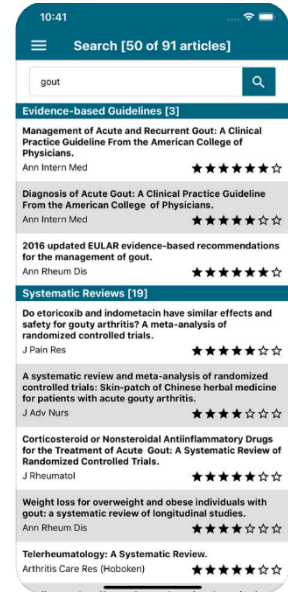 10:41
Search [50 of 91 articles]
gout
Evidence-based Guidelines [3]
Management of Acute and Recurrent Gout: A Clinical
Practice Guideline From the American College of
Physicians.
Ann Intern Med
Diagnosis of Acute Gout: A Clinical Practice Guideline
From the American College of Physicians.
Ann Intern Med
2016 updated EULAR evidence-based recommendations
for the management of gout.
Ann Rheum Dis
Systematic Reviews [19]
Do etoricoxib and indometacin have similar effects and
safety for gouty arthritis? A meta-analysis of
randomized controlled trials.
J Pain Res
A systematic review and meta-analysis of randomized
controlled trials: Skin-patch of Chinese herbal medicine
for patients with acute gouty arthritis.
J Adv Nurs
Corticosteroid or Nonsteroidal Antiinflammatory Drugs
for the Treatment of Acute Gout: A Systematic Review of
Randomized Controlled Trials.
J Rheumatol
Weight loss for overweight and obese individuals with
gout: a systematic review of longitudinal studies.
Ann Rheum Dis
Telerheumatology: A Systematic Review.
Arthritis Care Res (Hoboken)